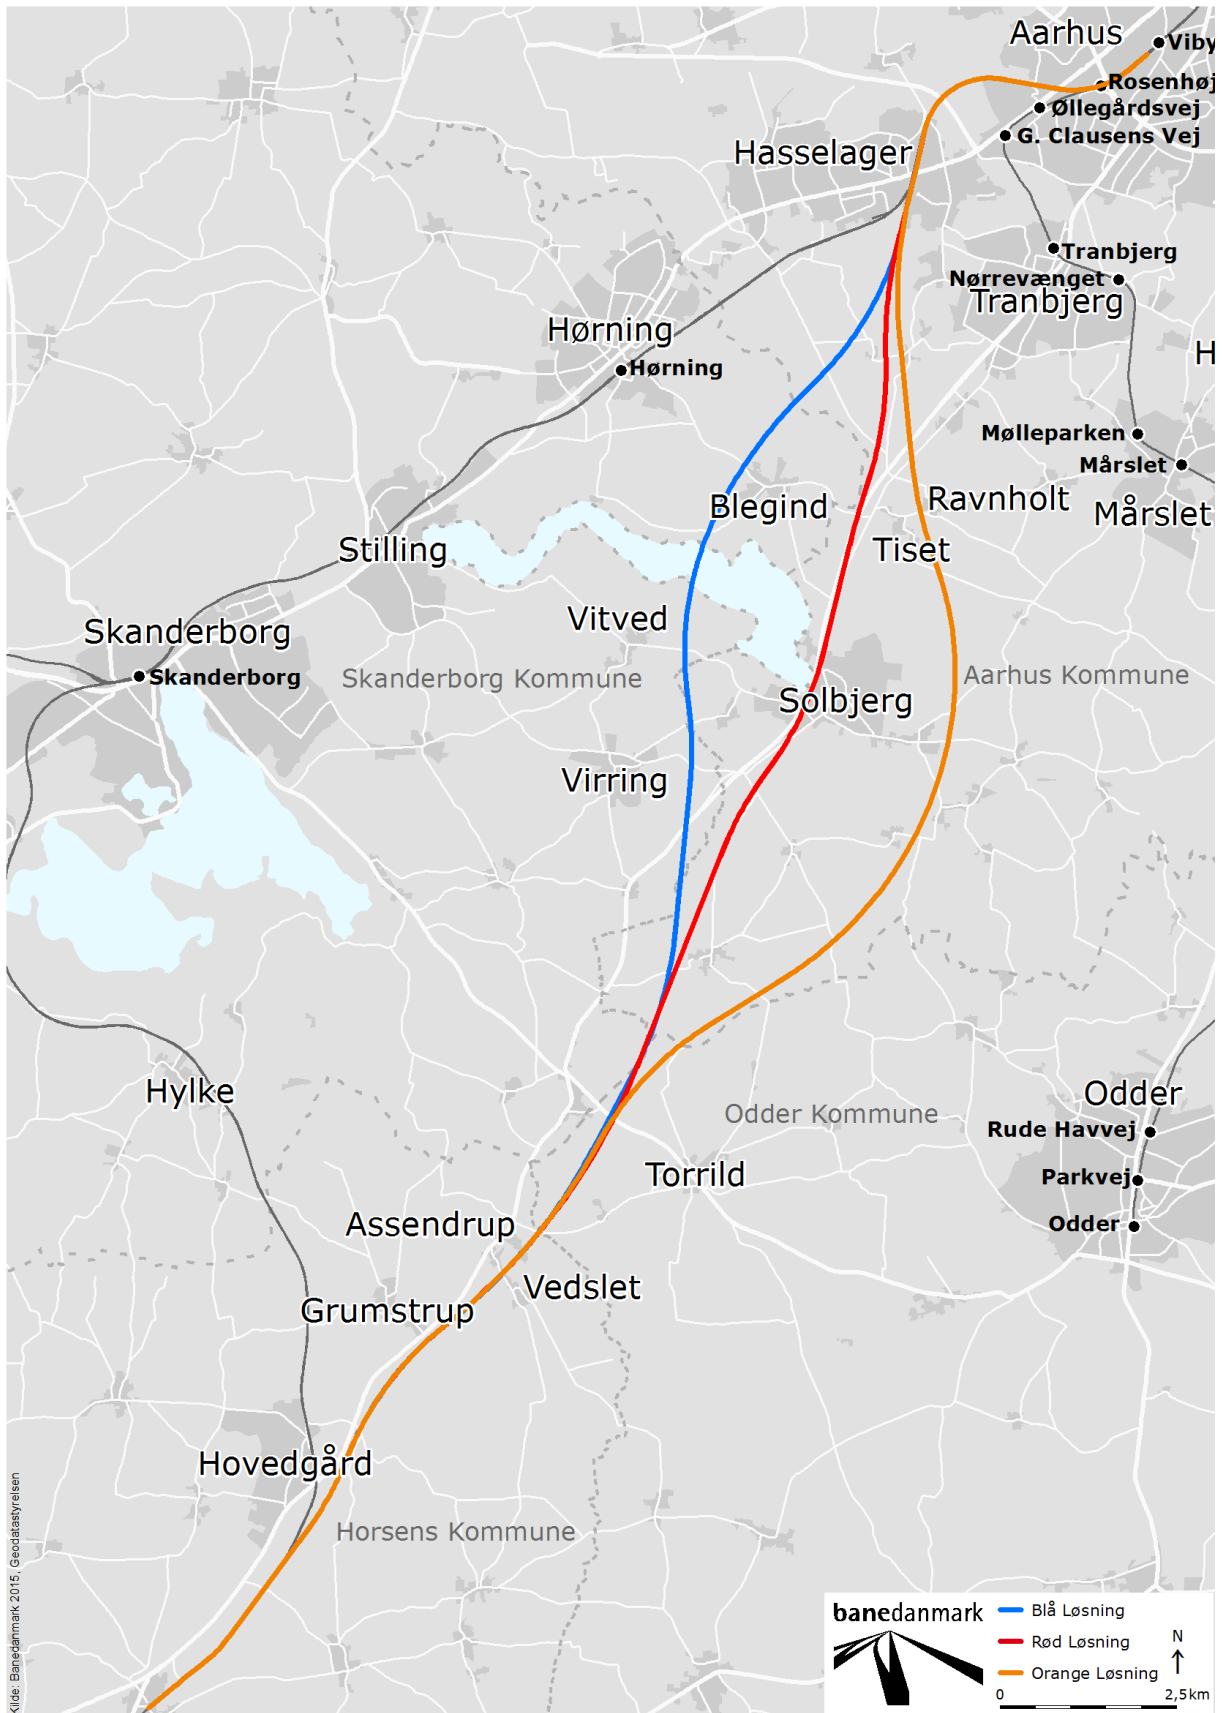 Aarhus
Viby
Rosenhøj
Øllegårdsvej
G. Clausens Vej
Hasselager
Tranbjerg
Nørrevænget
Tranbjerg
Hørning
H
Hørning
Mølleparken
Mårslet
Blegind
Ravnholt
Mårslet
Stilling
Tiset
Vitved
Skanderborg
Skanderborg
Skanderborg Kommune
Aarhus Kommune
Solbjerg
Virring
Hylke
Odder
Odder Kommune
Rude Havvej
Torrild
Parkvej
Assendrup
Odder
Vedslet
Grumstrup
Hovedgård
Horsens Kommune
Kilde: Banedanmark 2015, Geodatastyrelsen
banedanmark
Blå Løsning
Rød Løsning
Orange Løsning
N
0 2,5km